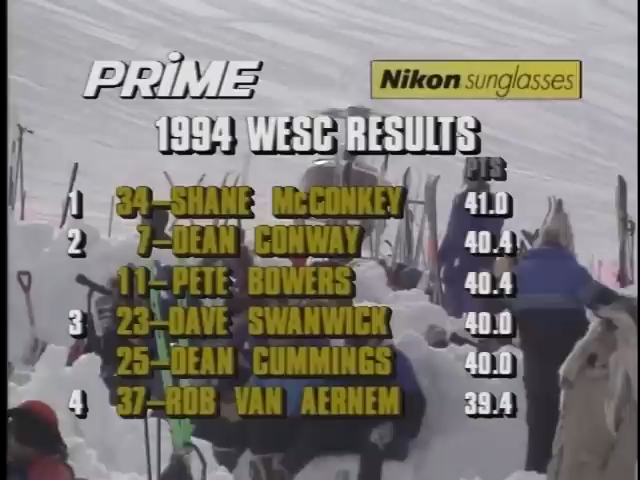 PRiME
Nikon sunglasses
1994 WESC RESULTS
PTS
1 34-SHANE McCONKEY 41.0
2 7-DEAN CONWAY 40.4
11-PETE BOWERS 40.4
3 23-DAVE SWANWICK 40.0
25-DEAN CUMMINGS 40.0
4 37-ROB VAN AERNEM 39.4